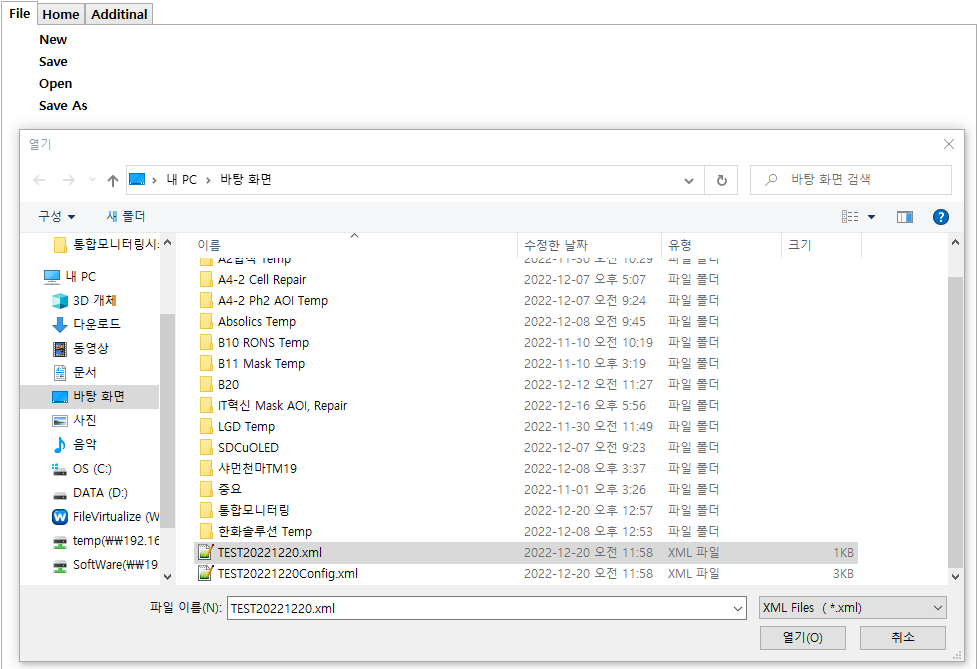 File Home Additinal
New
Save
Open
Save As
열기
내 PC 바탕 화면 바탕 화면 검색
구성 새 폴더
이름 수정한 날짜 유형 크기
통합모니터링시
내 PC
3D 개체
다운로드
동영상
문서
바탕 화면
사진
음악
OS (C:)
DATA (D:)
FileVirtualize (W
temp(₩₩192.16
SoftWare(₩₩19
Temp 2022-11-30 오전 10:29 파일 폴더
A4-2 Cell Repair 2022-12-07 오후 5:07 파일 폴더
A4-2 Ph2 AOI Temp 2022-12-07 오전 9:24 파일 폴더
Absolics Temp 2022-12-08 오전 9:45 파일 폴더
B10 RONS Temp 2022-11-10 오전 10:19 파일 폴더
B11 Mask Temp 2022-11-10 오후 3:19 파일 폴더
B20 2022-12-12 오전 11:27 파일 폴더
IT혁신 Mask AOI, Repair 2022-12-16 오후 5:56 파일 폴더
LGD Temp 2022-11-30 오전 11:49 파일 폴더
SDCuOLED 2022-12-07 오전 9:23 파일 폴더
샤먼천마TM19 2022-12-08 오후 3:37 파일 폴더
중요 2022-11-01 오후 3:26 파일 폴더
통합모니터링 2022-12-20 오후 12:57 파일 폴더
한화솔루션 Temp 2022-12-08 오후 12:53 파일 폴더
TEST20221220.xml 2022-12-20 오전 11:58 XML 파일 1KB
TEST20221220Config.xml 2022-12-20 오전 11:58 XML 파일 3KB
파일 이름(N): TEST20221220.xml XML Files ( *.xml)
열기(O) 취소